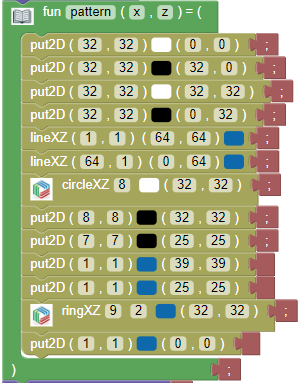 fun pattern ( x , z ) = (
put2D ( 32 , 32 ) ( 0 , 0 ) ;
put2D ( 32 , 32 ) ( 32 , 0 ) ;
put2D ( 32 , 32 ) ( 32 , 32 ) ;
put2D ( 32 , 32 ) ( 0 , 32 ) ;
lineXZ ( 1 , 1 ) ( 64 , 64 ) ;
lineXZ ( 64 , 1 ) ( 0 , 64 ) ;
circleXZ 8 ( 32 , 32 ) ;
put2D ( 8 , 8 ) ( 32 , 32 ) ;
put2D ( 7 , 7 ) ( 25 , 25 ) ;
put2D ( 1 , 1 ) ( 39 , 39 ) ;
put2D ( 1 , 1 ) ( 25 , 25 ) ;
ringXZ 9 2 ( 32 , 32 ) ;
put2D ( 1 , 1 ) ( 0 , 0 ) ;
) ;